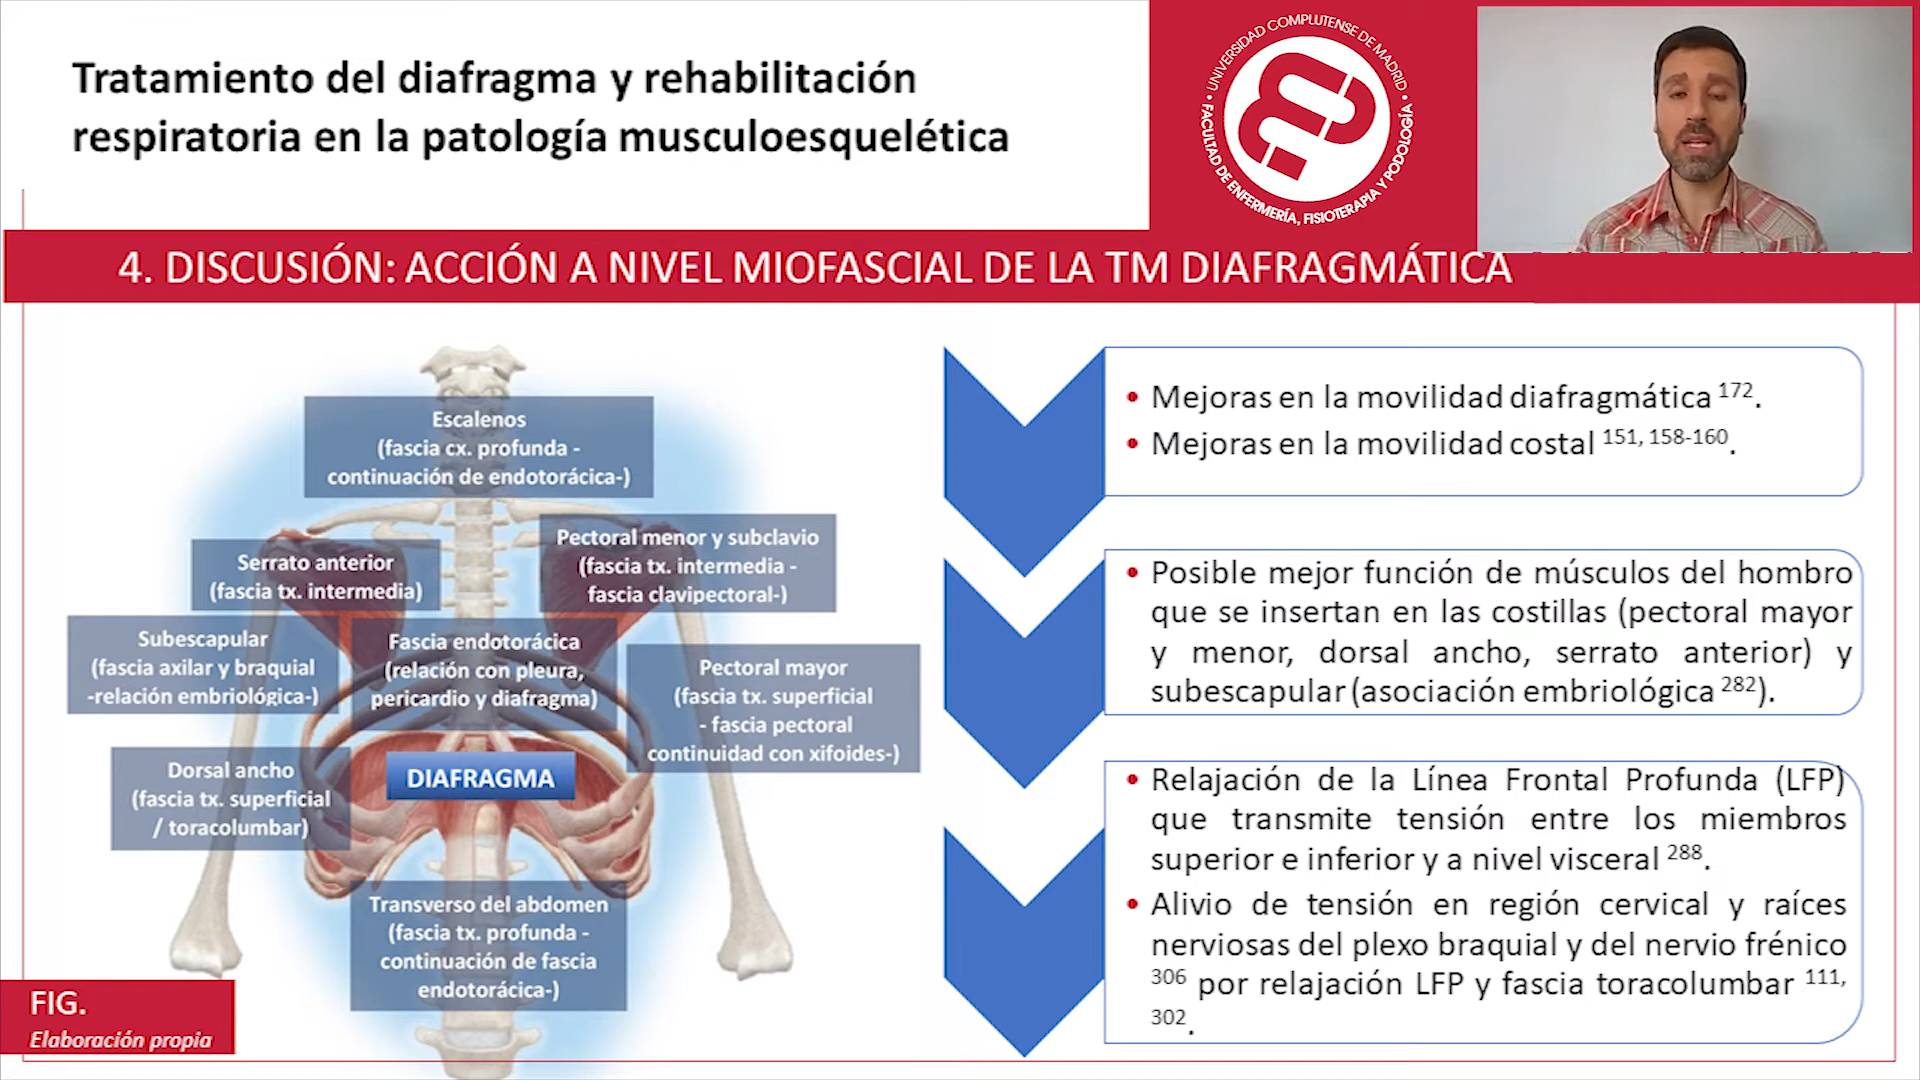 Tratamiento del diafragma y rehabilitación
respiratoria en la patología musculoesquelética
• UNIVERSIDAD COMPLUTENSE DE MADRID •
FACULTAD DE ENFERMERÍA, FISIOTERAPIA Y PODOLOGÍA
4. DISCUSIÓN: ACCIÓN A NIVEL MIOFASCIAL DE LA TM DIAFRAGMÁTICA
Escalenos
(fascia cx. profunda -
continuación de endotorácica-)
Pectoral menor y subclavio
(fascia tx. intermedia -
fascia clavipectoral-)
Serrato anterior
(fascia tx. intermedia)
Subescapular
(fascia axilar y braquial
-relación embriológica-)
Fascia endotorácica
(relación con pleura,
pericardio y diafragma)
Pectoral mayor
(fascia tx. superficial
- fascia pectoral
continuidad con xifoides-)
Dorsal ancho
(fascia tx. superficial
/ toracolumbar)
DIAFRAGMA
Transverso del abdomen
(fascia tx. profunda -
continuación de fascia
endotorácica-)
FIG.
Elaboración propia
• Mejoras en la movilidad diafragmática 172.
• Mejoras en la movilidad costal 151, 158-160.
• Posible mejor función de músculos del hombro
que se insertan en las costillas (pectoral mayor
y menor, dorsal ancho, serrato anterior) y
subescapular (asociación embriológica 282).
• Relajación de la Línea Frontal Profunda (LFP)
que transmite tensión entre los miembros
superior e inferior y a nivel visceral 288.
• Alivio de tensión en región cervical y raíces
nerviosas del plexo braquial y del nervio frénico
306 por relajación LFP y fascia toracolumbar 111,
302.